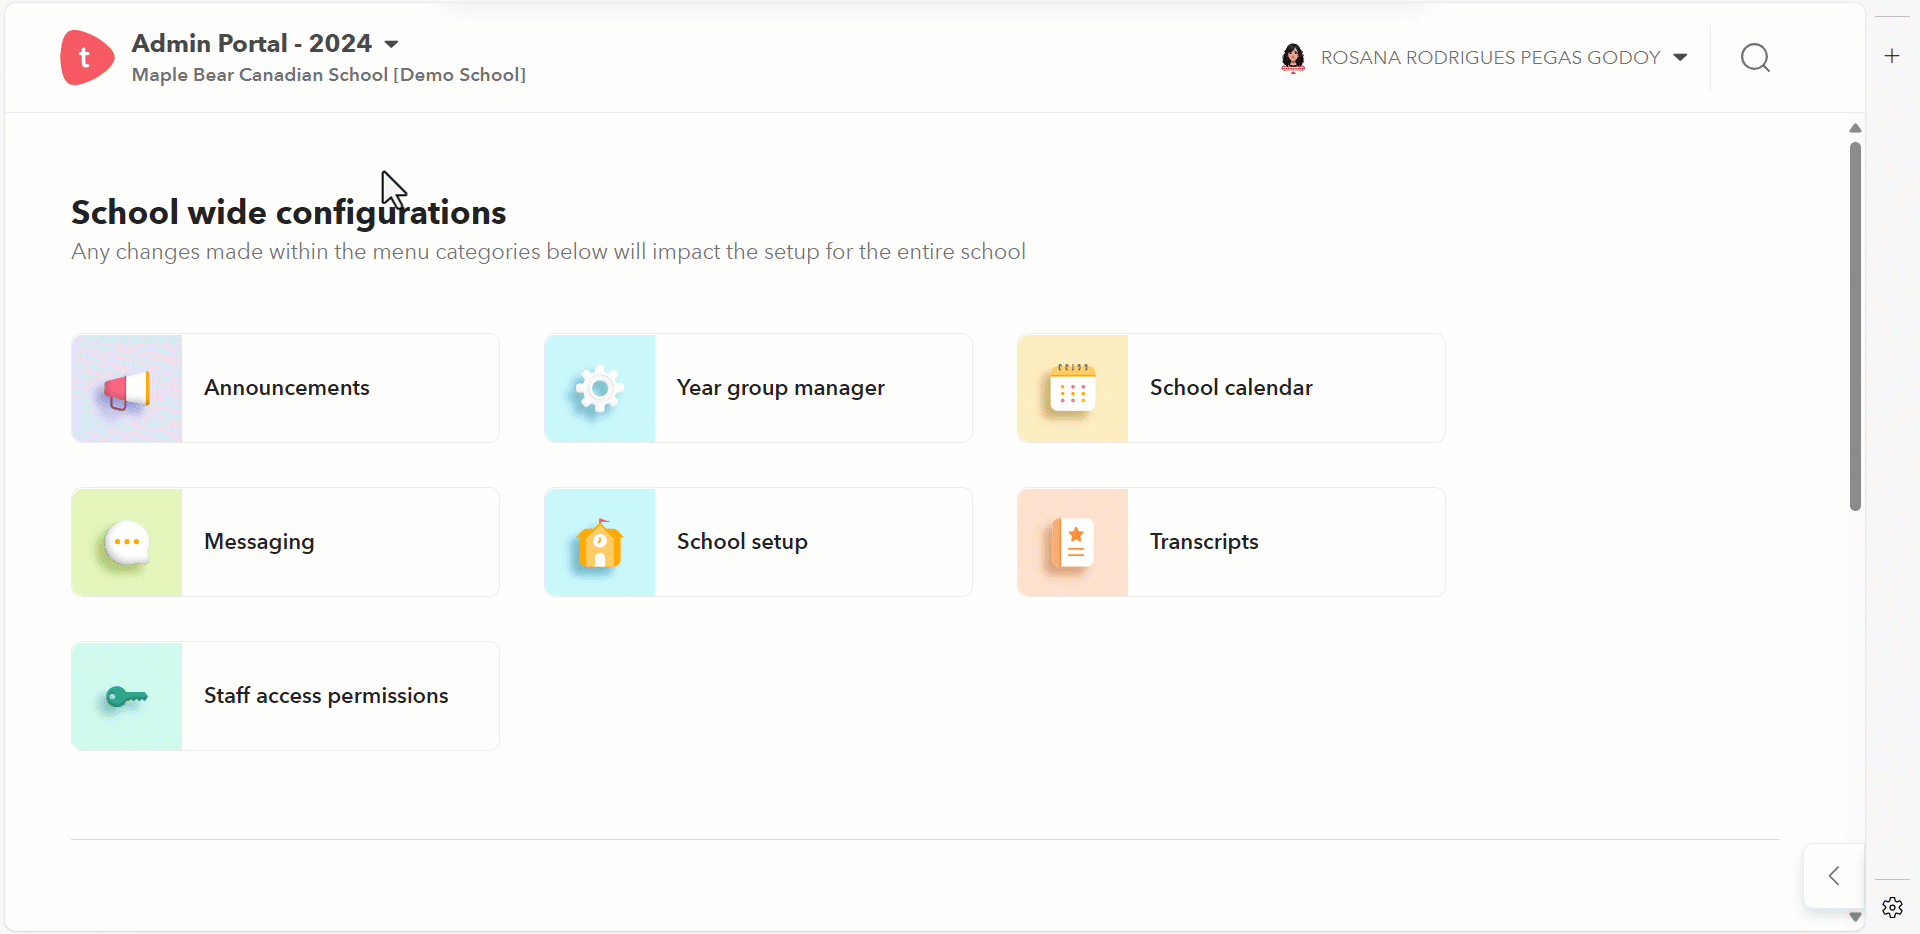 t
Admin Portal - 2024
Maple Bear Canadian School [Demo School]
ROSANA RODRIGUES PEGAS GODOY
School wide configurations
Any changes made within the menu categories below will impact the setup for the entire school
Announcements
Year group manager
School calendar
Messaging
School setup
Transcripts
Staff access permissions